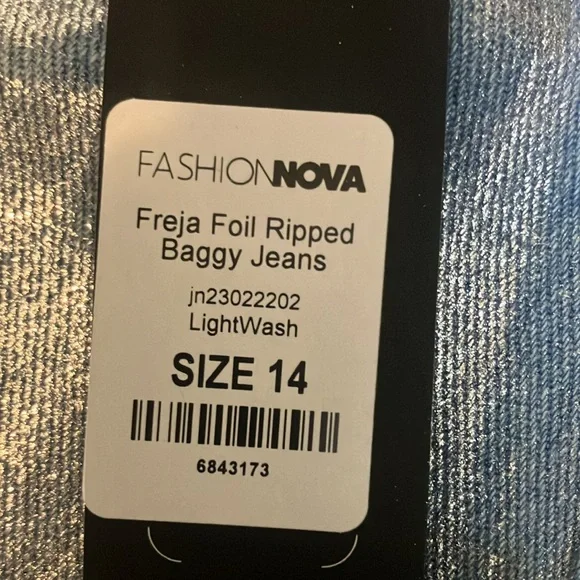 FASHIONNOVA
Freja Foil Ripped
Baggy Jeans
jn23022202
LightWash
SIZE 14
6843173